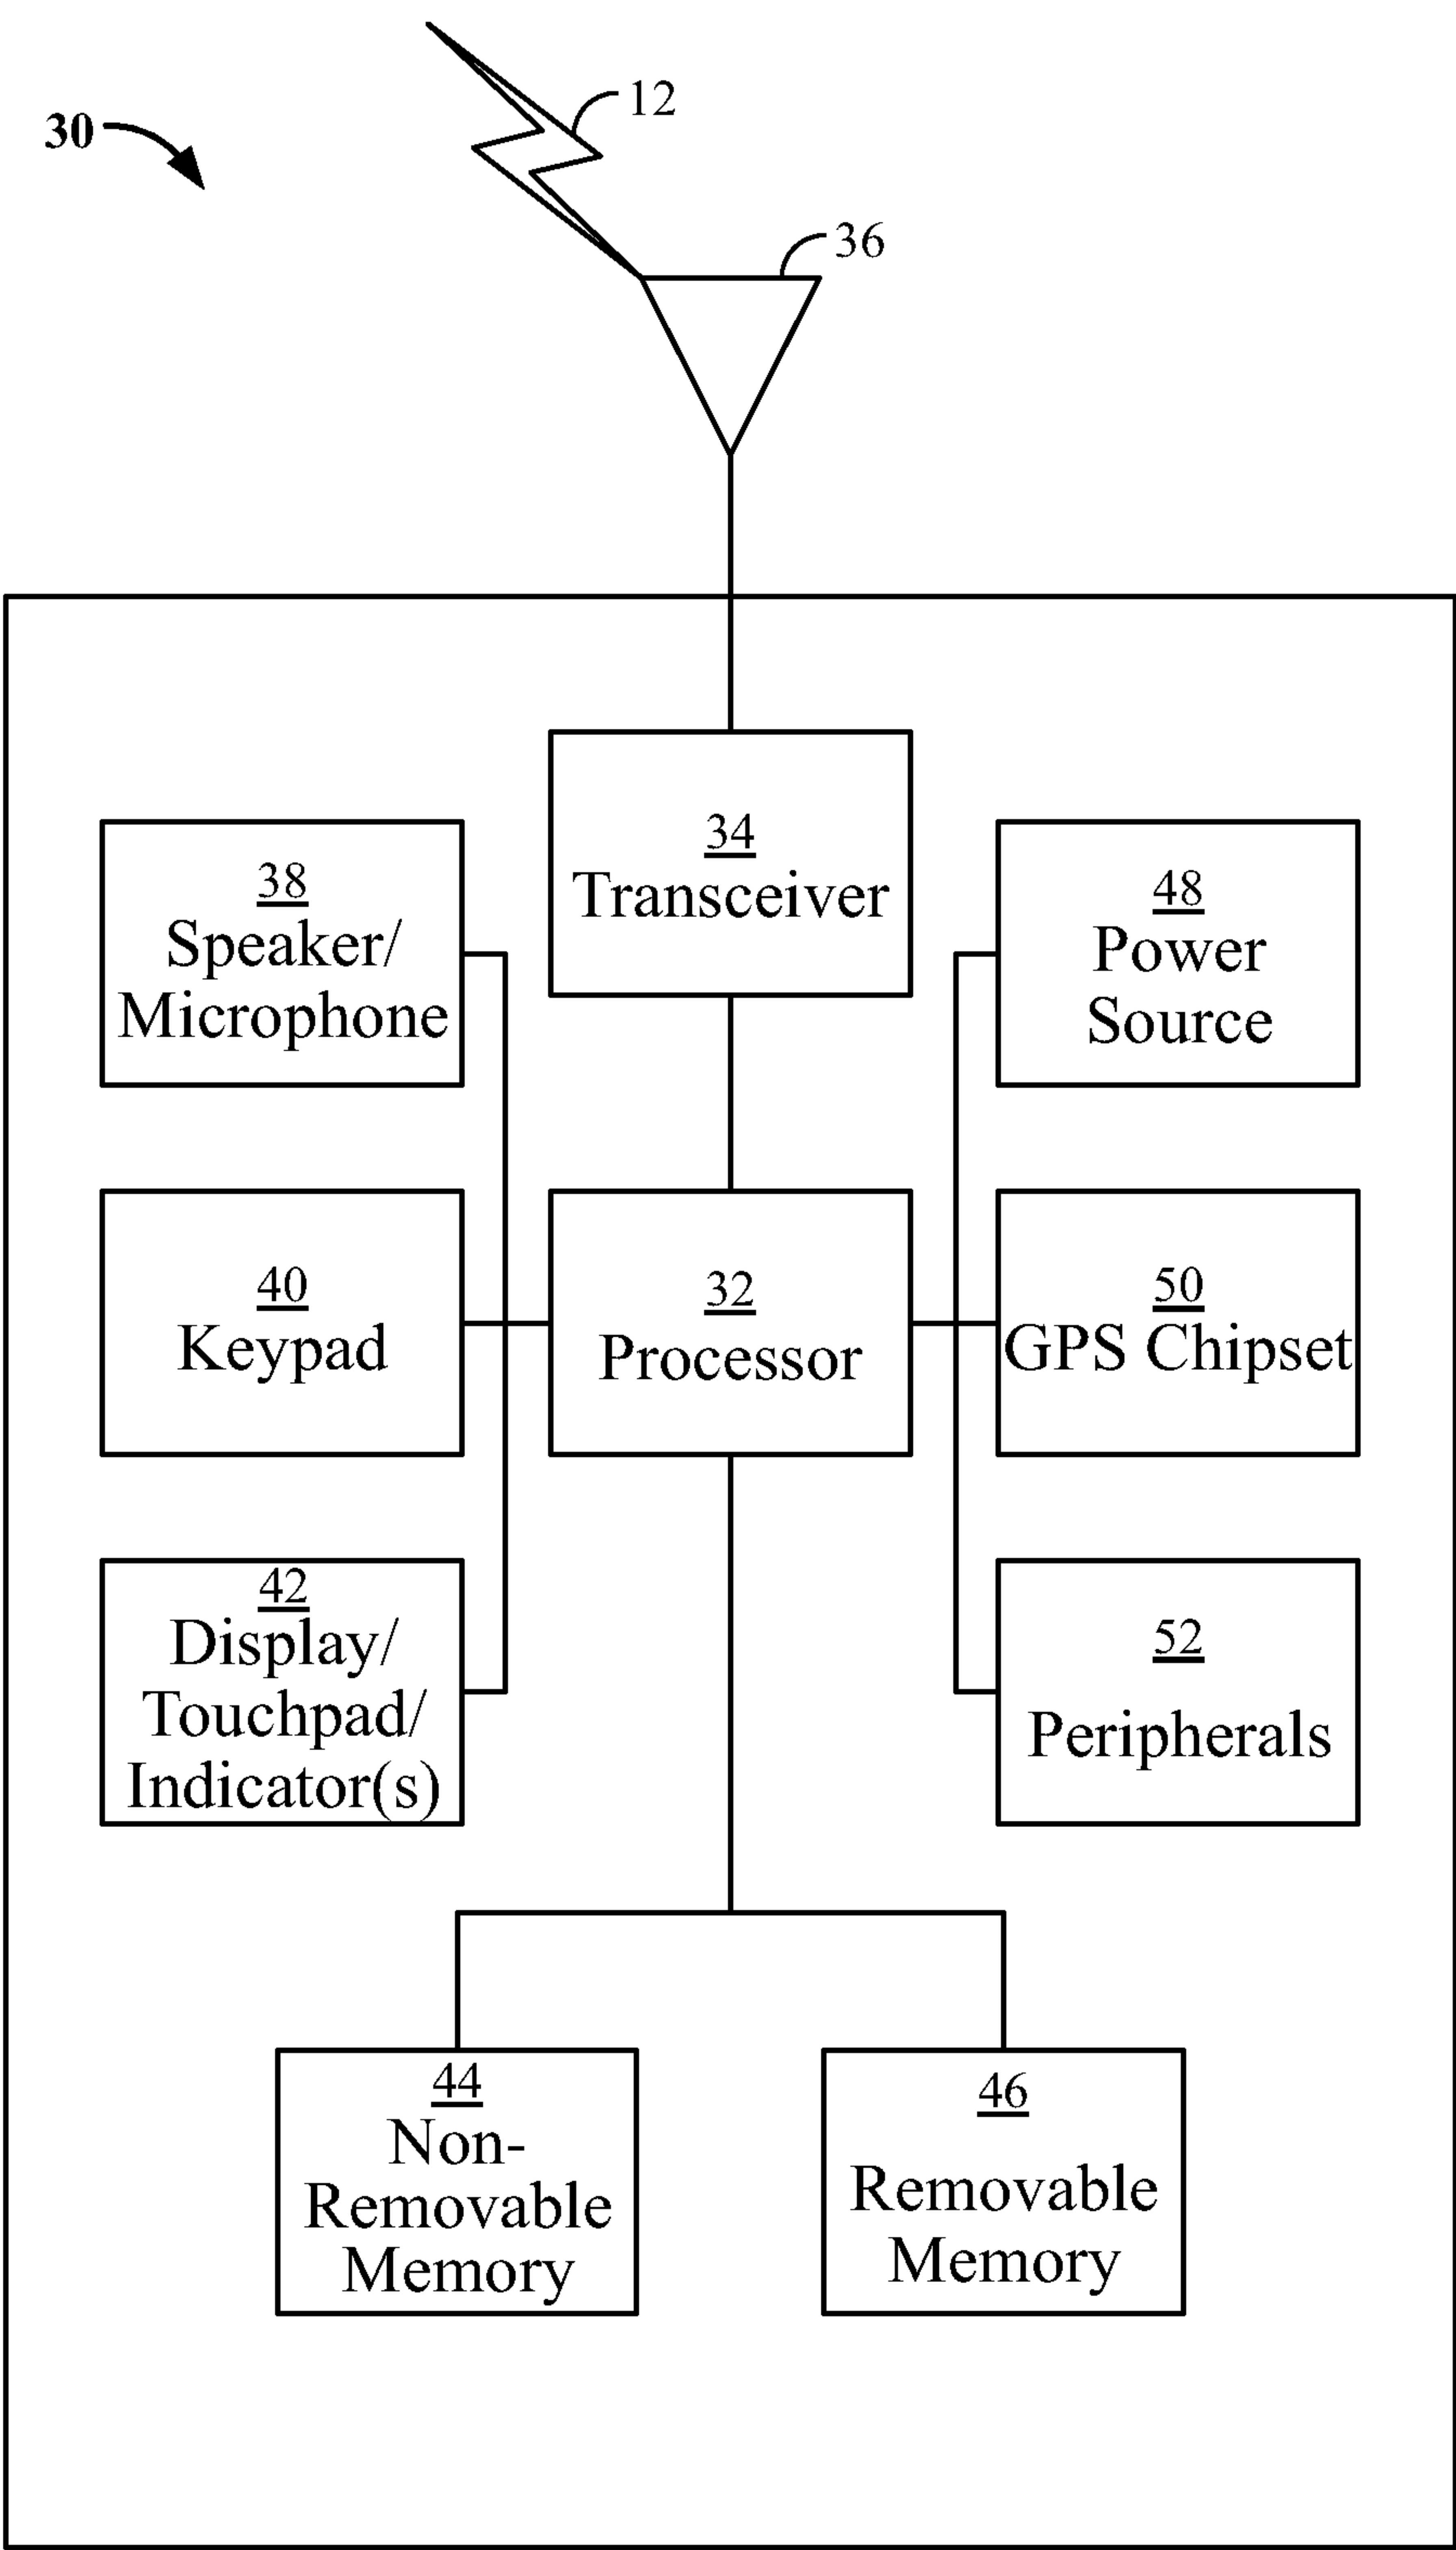 30
12
36
34
Transceiver
38
Speaker/
Microphone
48
Power
Source
40
Keypad
32
Processor
50
GPS Chipset
42
Display/
Touchpad/
Indicator(s)
52
Peripherals
44
Non-
Removable
Memory
46
Removable
Memory